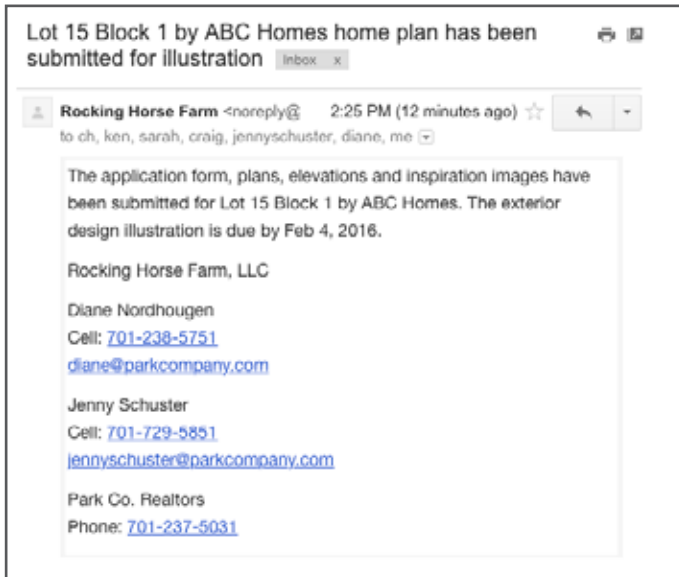 Lot 15 Block 1 by ABC Homes home plan has been
submitted for illustration Inbox x
Rocking Horse Farm <noreply@ 2:25 PM (12 minutes ago)
to ch, ken, sarah, craig, jennyschuster, diane, me
The application form, plans, elevations and inspiration images have
been submitted for Lot 15 Block 1 by ABC Homes. The exterior
design illustration is due by Feb 4, 2016.
Rocking Horse Farm, LLC
Diane Nordhougen
Cell: 701-238-5751
diane@parkcompany.com
Jenny Schuster
Cell: 701-729-5851
jennyschuster@parkcompany.com
Park Co. Realtors
Phone: 701-237-5031